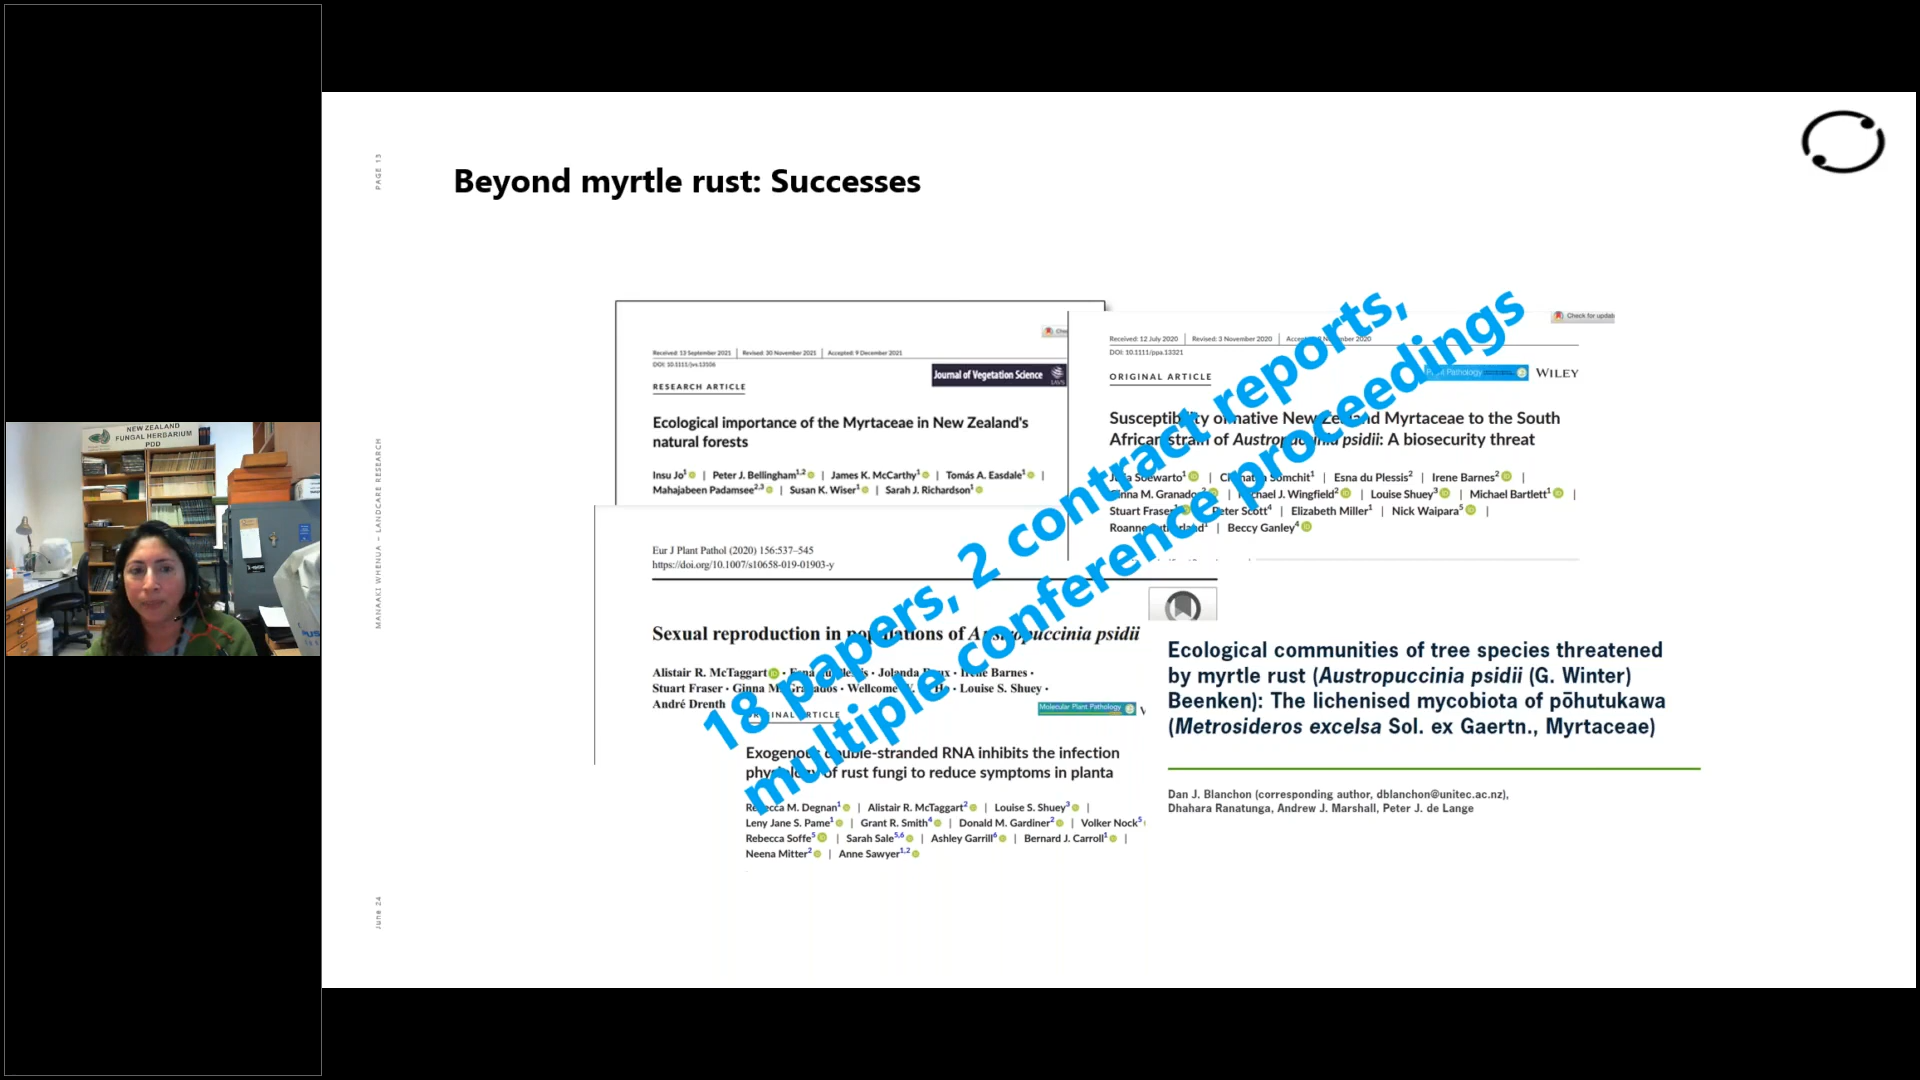 NEW ZEALAND
FUNGAL HERBARIUM
PDD
PAGE 13
MANAAKI WHENUA – LANDCARE RESEARCH
June 24
Beyond myrtle rust: Successes
18 papers, 2 contract reports,
multiple conference proceedings
Received: 13 September 2021 | Revised: 30 November 2021 | Accepted: 9 December 2021
DOI: 10.1111/jvs.13106
RESEARCH ARTICLE
Journal of Vegetation Science
Ecological importance of the Myrtaceae in New Zealand's
natural forests
Insu Jo1 | Peter J. Bellingham1,2 | James K. McCarthy1 | Tomás A. Easdale1 |
Mahajabeen Padamsee2,3 | Susan K. Wiser1 | Sarah J. Richardson1
Check for updates
Received: 12 July 2020 | Revised: 3 November 2020 | November 2020
DOI: 10.1111/ppa.13321
ORIGINAL ARTICLE
Plant Pathology WILEY
Susceptibility of native New Zealand Myrtaceae to the South
African strain of Austropuccinia psidii: A biosecurity threat
Julia Soewarto1 | Somchit1 | Esna du Plessis2 | Irene Barnes2 |
Ginna M. Granados2 | Michael J. Wingfield2 | Louise Shuey3 | Michael Bartlett1 |
Stuart Fraser | Peter Scott4 | Elizabeth Miller1 | Nick Waipara5 |
Roanne Sutherland1 | Beccy Ganley4
Eur J Plant Pathol (2020) 156:537–545
https://doi.org/10.1007/s10658-019-01903-y
Sexual reproduction in populations of Austropuccinia psidii
Alistair R. McTaggart · Esna du Plessis · Jolanda Roux · Irene Barnes ·
Stuart Fraser · Ginna M. Granados · Wellcome Ho · Louise S. Shuey ·
André Drenth
ORIGINAL ARTICLE
Molecular Plant Pathology
Exogenous double-stranded RNA inhibits the infection
physiology of rust fungi to reduce symptoms in planta
Rebecca M. Degnan1 | Alistair R. McTaggart2 | Louise S. Shuey3 |
Leny Jane S. Pame1 | Grant R. Smith4 | Donald M. Gardiner2 | Volker Nock5
Rebecca Soffe5 | Sarah Sale5,6 | Ashley Garrill6 | Bernard J. Carroll1 |
Neena Mitter2 | Anne Sawyer1,2
Ecological communities of tree species threatened
by myrtle rust (Austropuccinia psidii (G. Winter)
Beenken): The lichenised mycobiota of pōhutukawa
(Metrosideros excelsa Sol. ex Gaertn., Myrtaceae)
Dan J. Blanchon (corresponding author, dblanchon@unitec.ac.nz),
Dhahara Ranatunga, Andrew J. Marshall, Peter J. de Lange